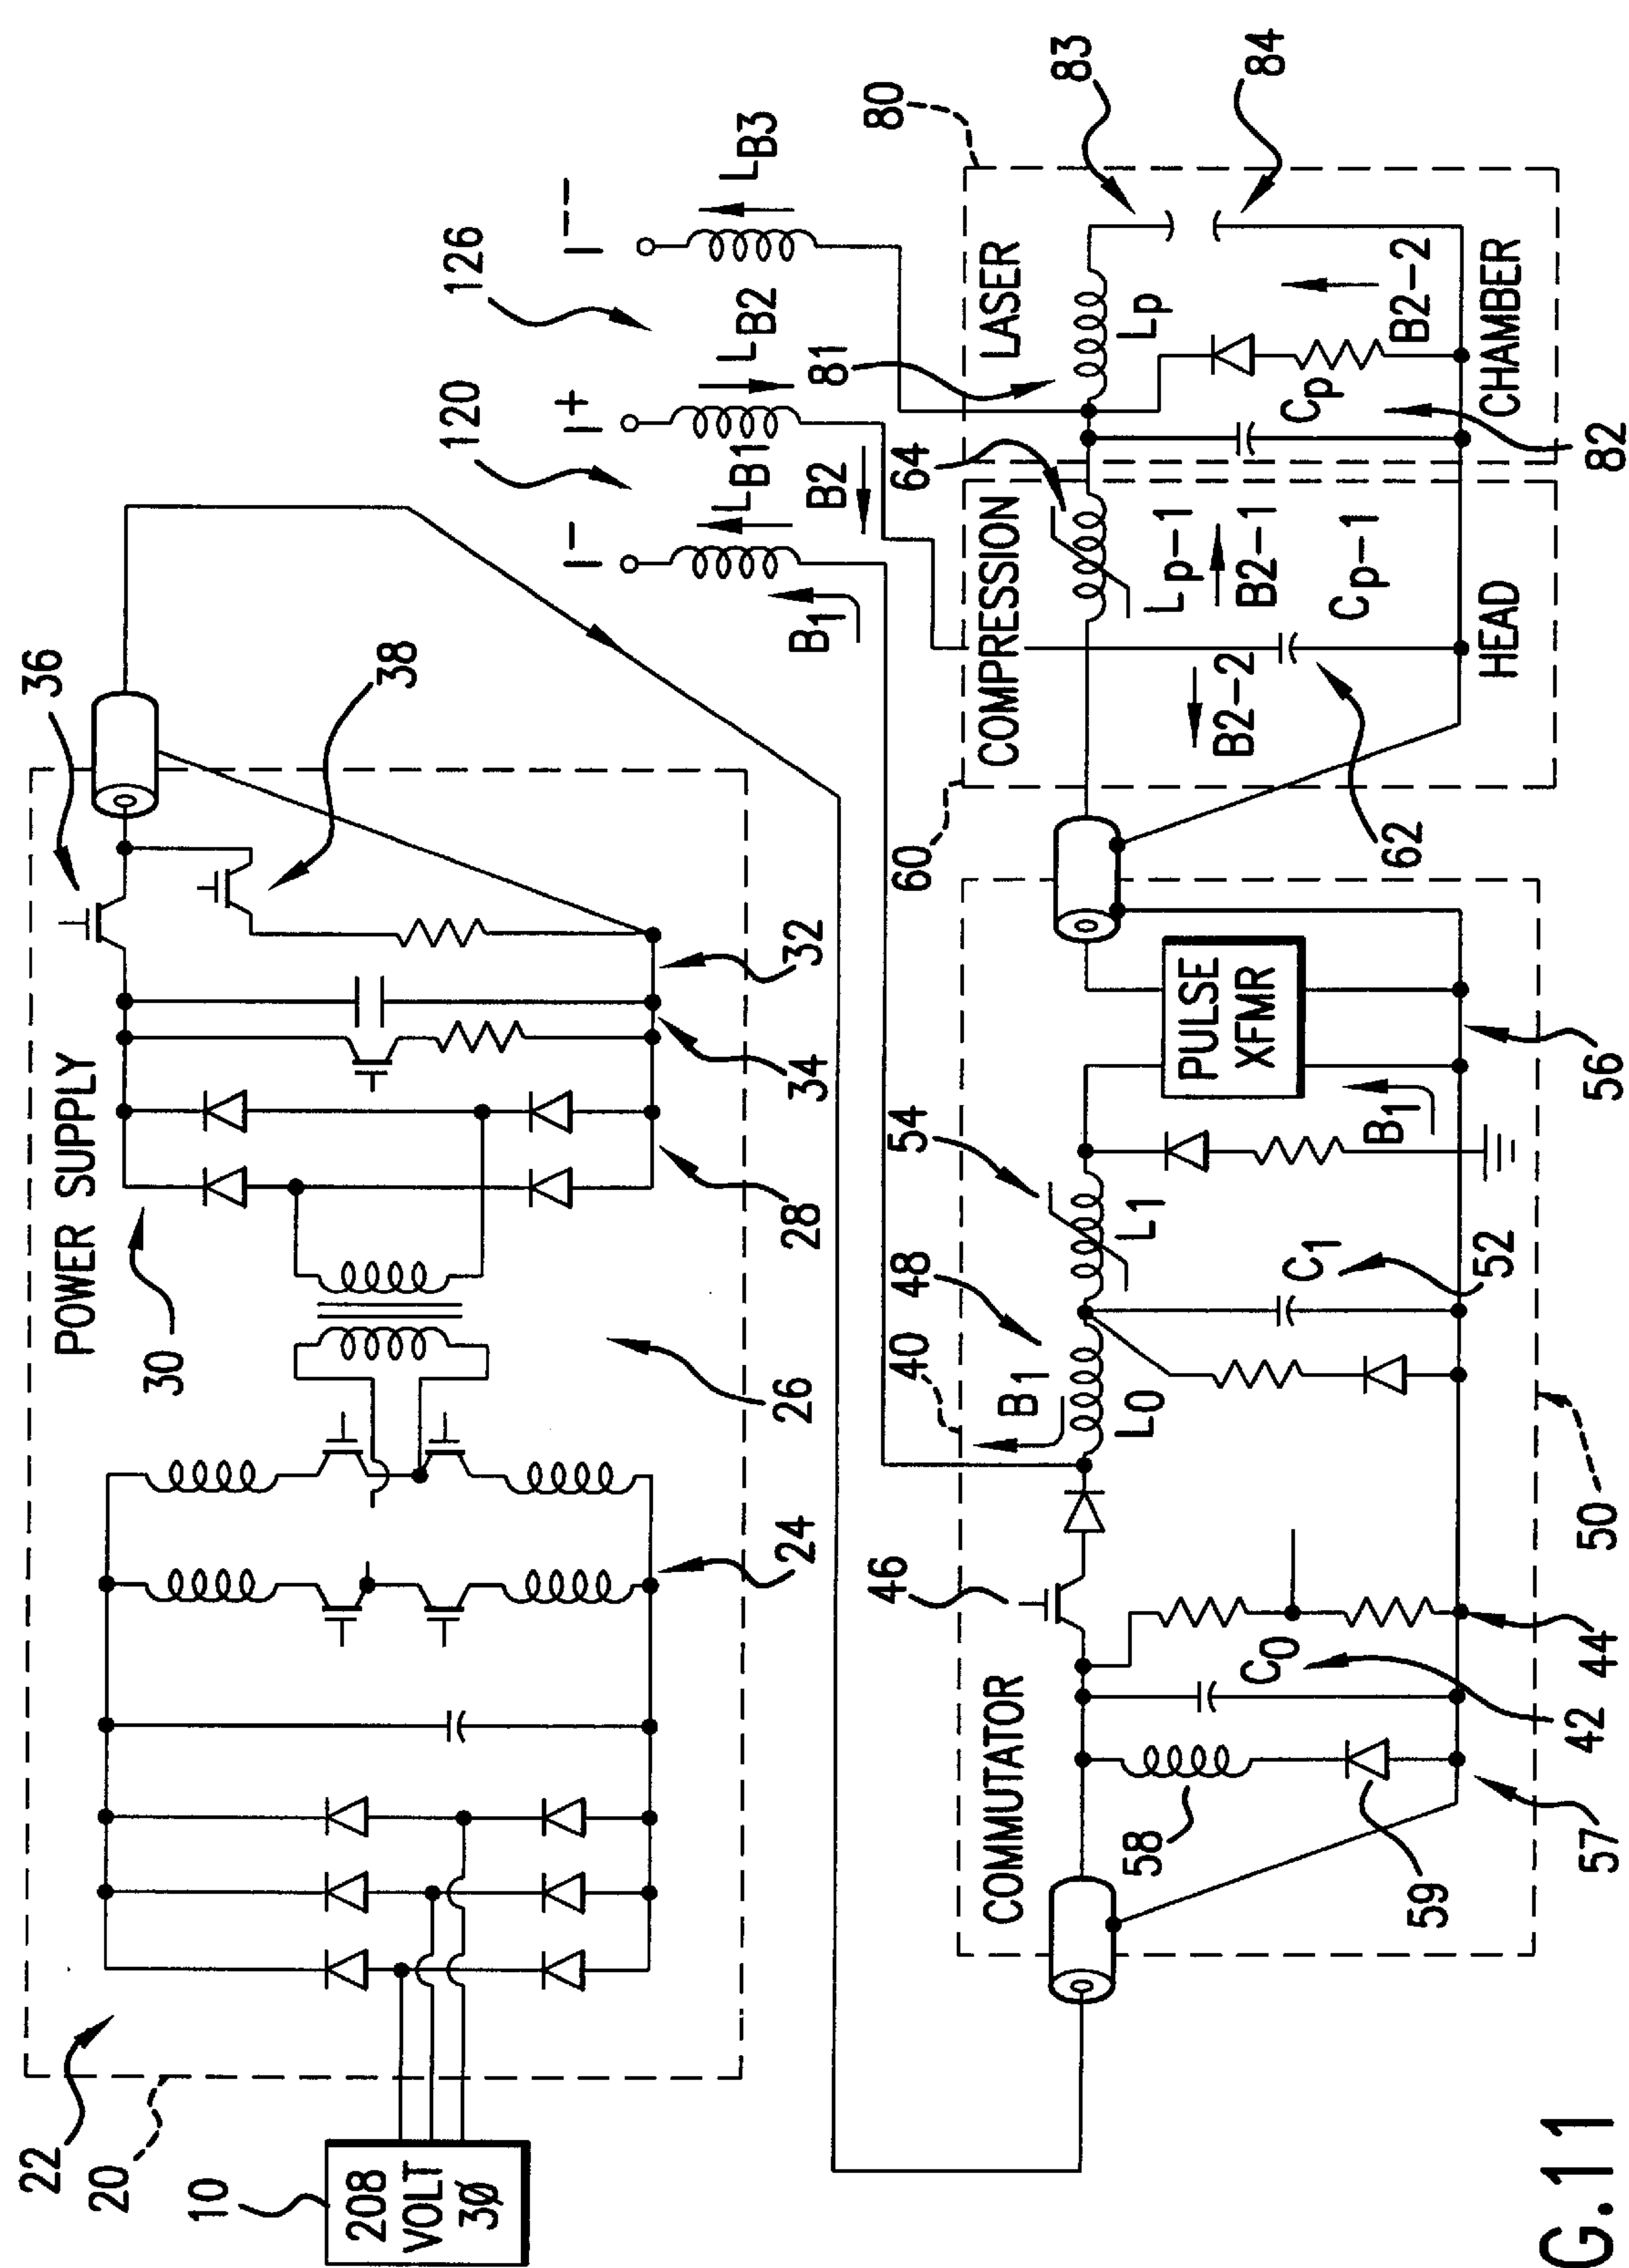 POWER SUPPLY
10
208
VOLT
3Ø
20
22
24
26
28
30
32
34
36
38
120
126
I-
I+
I--
LB1
LB2
LB3
B1
B2
COMMUTATOR
40
42
C0
44
46
48
B1
L0
50
52
C1
54
L1
B1
56
57
58
59
PULSE
XFMR
COMPRESSION
HEAD
60
62
64
Lp-1
B2-1
B2-2
Cp-1
LASER
CHAMBER
80
81
Lp
82
Cp
83
84
B2-2
G.11